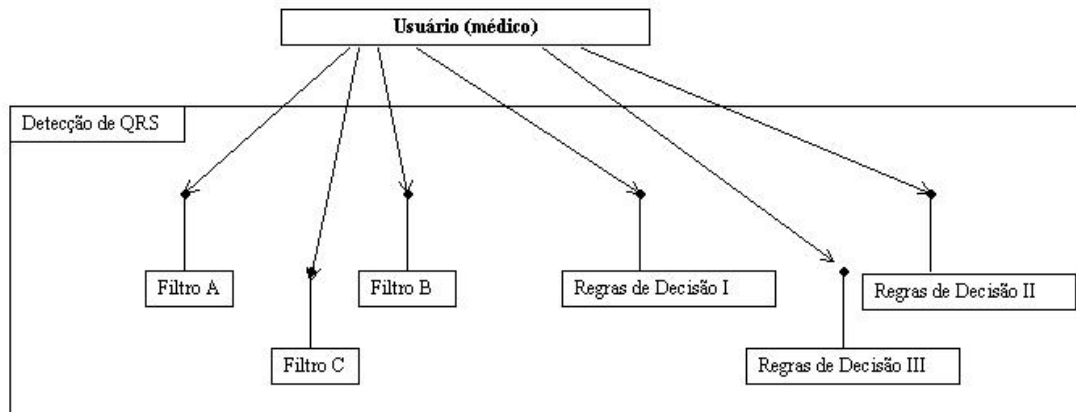 Usuário (médico)
Detecção de QRS
Filtro A
Filtro B
Regras de Decisão I
Regras de Decisão II
Filtro C
Regras de Decisão III